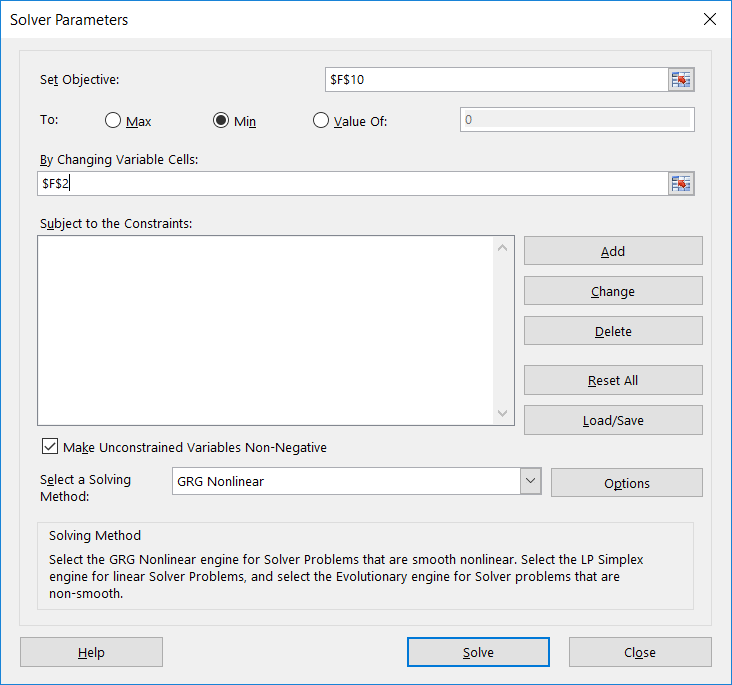 Solver Parameters
Set Objective:
$F$10
To:
Max
Min
Value Of:
0
By Changing Variable Cells:
$F$2
Subject to the Constraints:
Add
Change
Delete
Reset All
Load/Save
Make Unconstrained Variables Non-Negative
Select a Solving
Method:
GRG Nonlinear
Options
Solving Method
Select the GRG Nonlinear engine for Solver Problems that are smooth nonlinear. Select the LP Simplex
engine for linear Solver Problems, and select the Evolutionary engine for Solver problems that are
non-smooth.
Help
Solve
Close